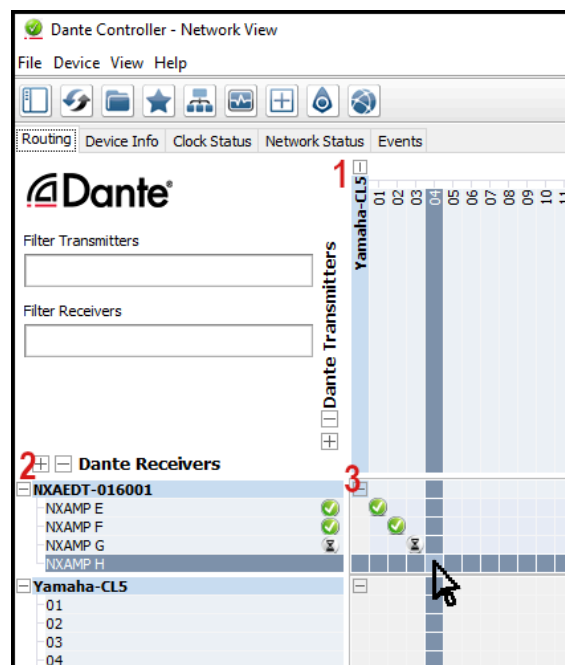 Dante Controller - Network View
File Device View Help
Routing Device Info Clock Status Network Status Events
1
Yamaha-CL5
01 02 03 04 05 06 07 08 09 10 11
Dante®
Filter Transmitters
Filter Receivers
Dante Transmitters
2
Dante Receivers
3
NXAEDT-016001
NXAMP E
NXAMP F
NXAMP G
NXAMP H
Yamaha-CL5
01
02
03
04